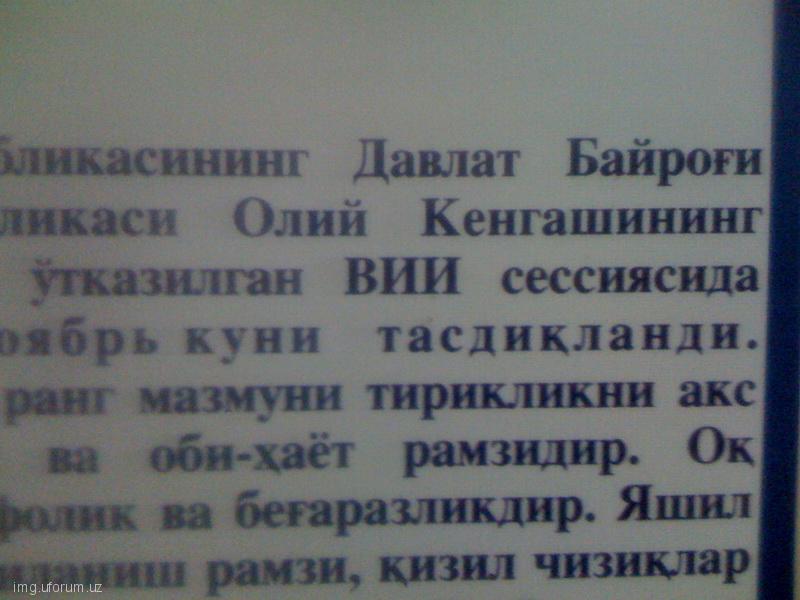 бликасининг Давлат Байроғи
ликаси Олий Кенгашининг
ўтказилган ВИИ сессиясида
оябрь куни тасдиқланди.
ранг мазмуни тирикликни акс
ва оби-ҳаёт рамзидир. Оқ
фолик ва беғаразликдир. Яшил
иланиш рамзи, қизил чизиқлар
img.uforum.uz